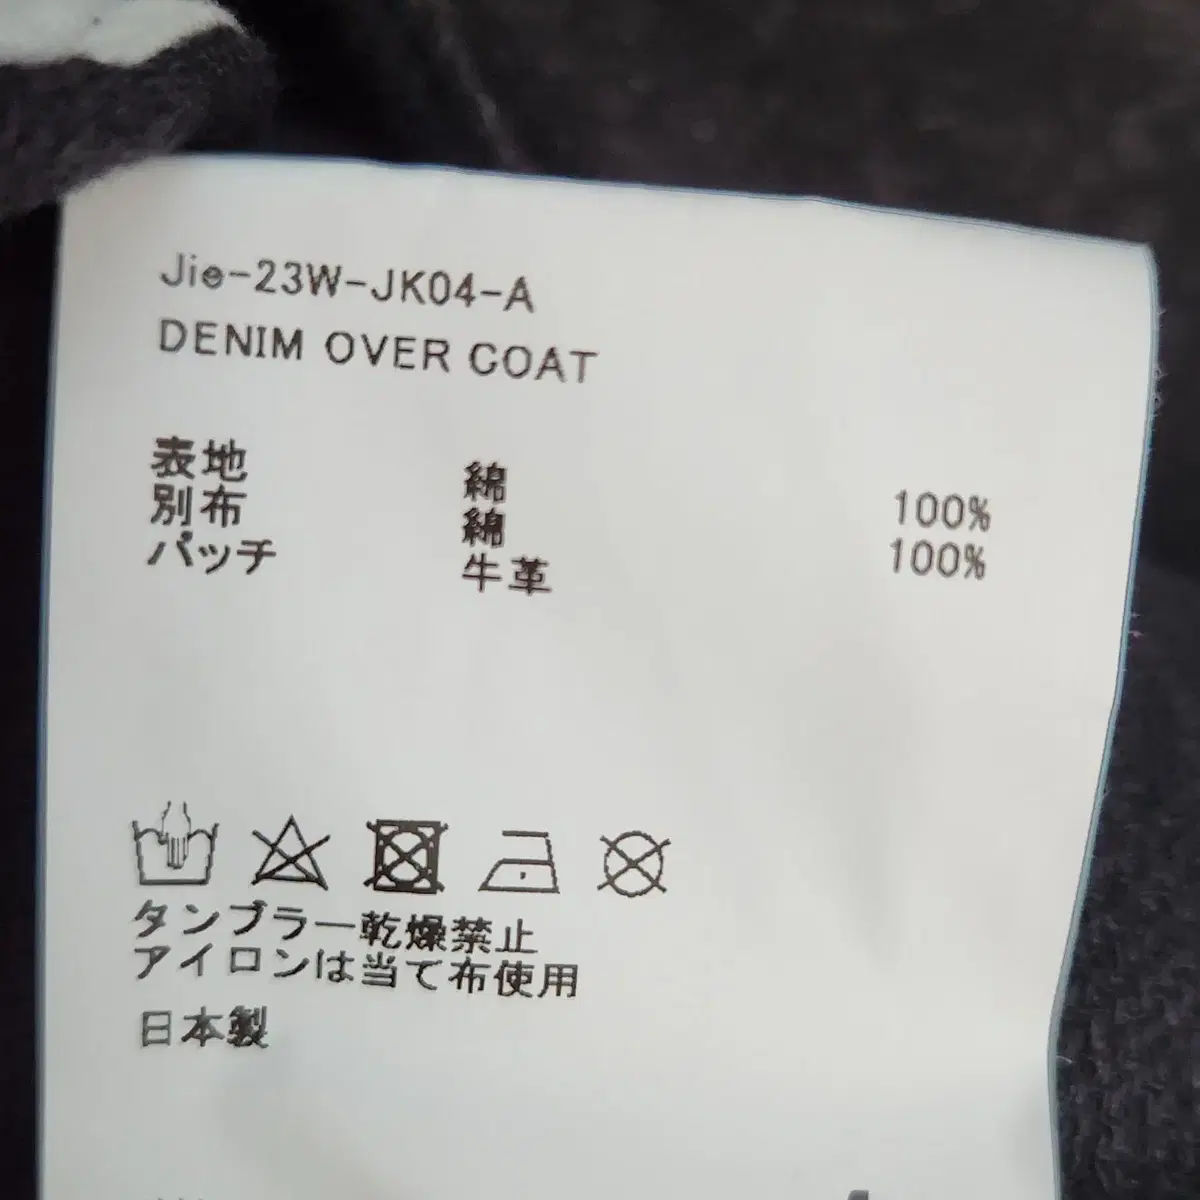 Jie-23W-JK04-A
DENIM OVER COAT
表地 綿 100%
別布 綿 100%
パッチ 牛革
タンブラー乾燥禁止
アイロンは当て布使用
日本製